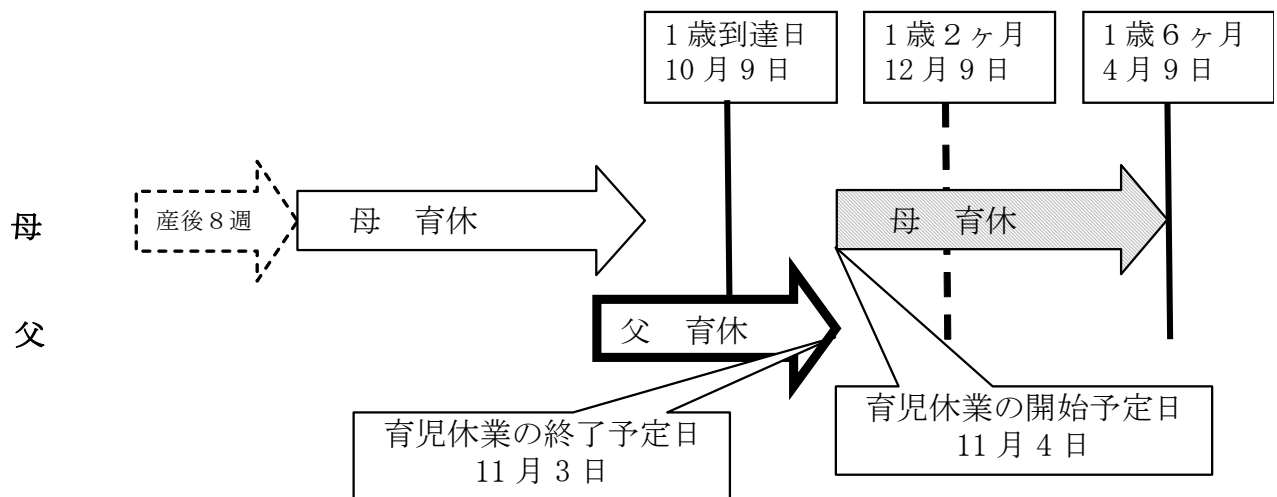 1歳到達日
10月9日
1歳2ヶ月
12月9日
1歳6ヶ月
4月9日
母
産後8週
母 育休
母 育休
父
父 育休
育児休業の終了予定日
11月3日
育児休業の開始予定日
11月4日